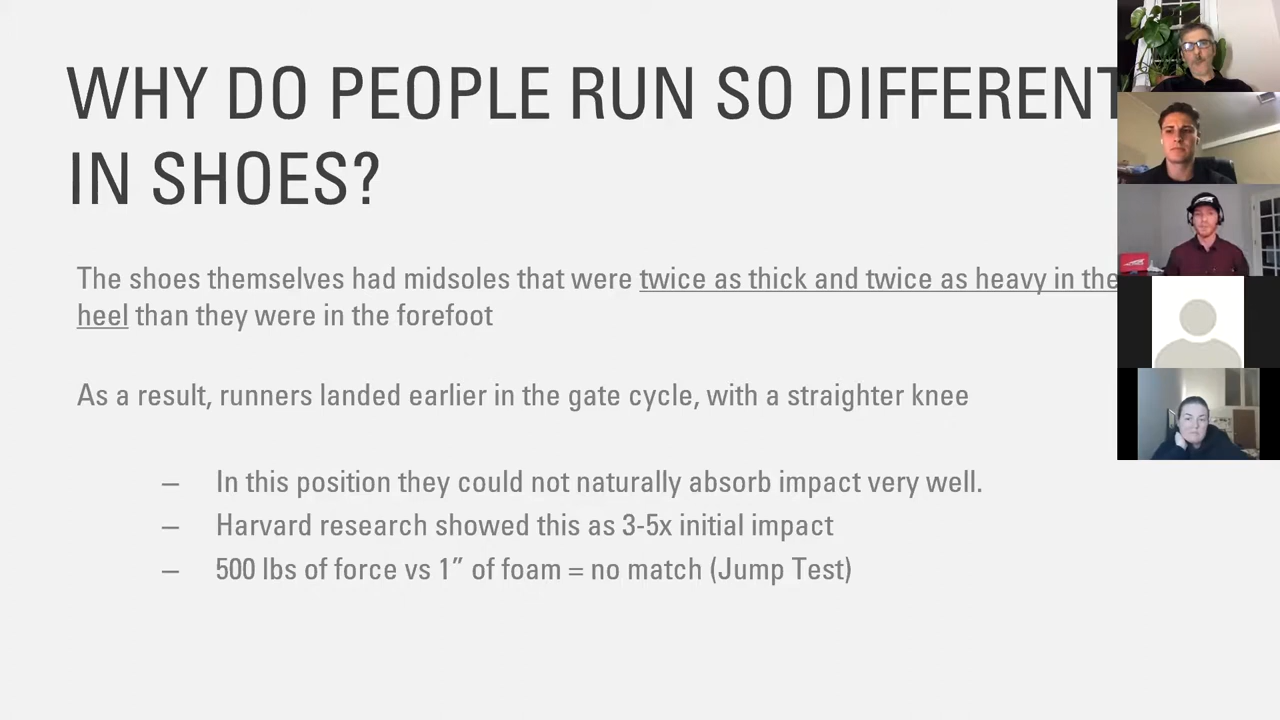 WHY DO PEOPLE RUN SO DIFFERENT
IN SHOES?
The shoes themselves had midsoles that were twice as thick and twice as heavy in the
heel than they were in the forefoot
As a result, runners landed earlier in the gate cycle, with a straighter knee
– In this position they could not naturally absorb impact very well.
– Harvard research showed this as 3-5x initial impact
– 500 lbs of force vs 1” of foam = no match (Jump Test)